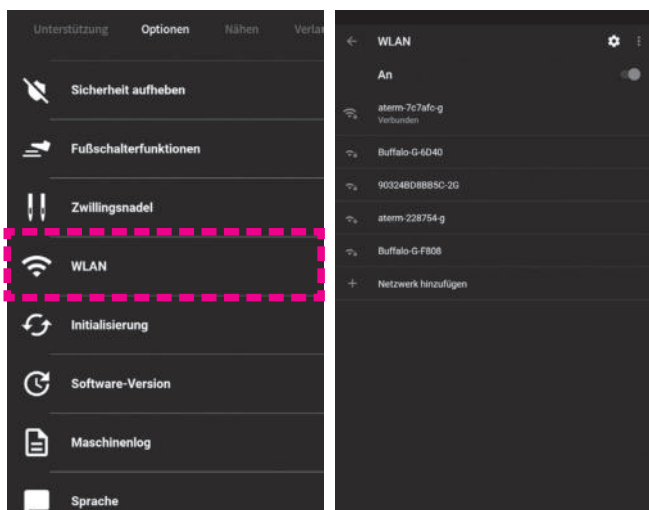 Unterstützung Optionen Nähen
Sicherheit aufheben
Fußschalterfunktionen
Zwillingsnadel
WLAN
Initialisierung
Software-Version
Maschinenlog
Sprache
WLAN
An
aterm-7c7afc-g
Verbunden
Buffalo-G-6D40
90324BD8BB5C-2G
aterm-228754-g
Buffalo-G-F808
Netzwerk hinzufügen